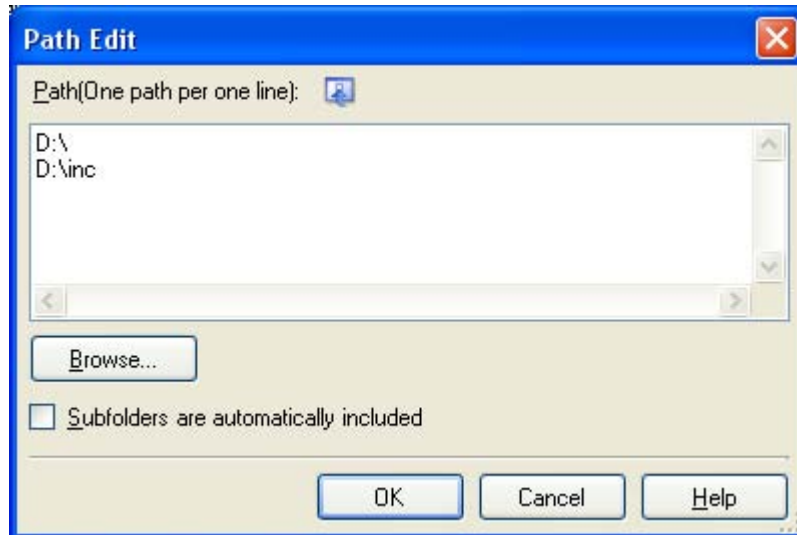 Path Edit
Path(One path per one line):
D:\
D:\inc
Browse...
Subfolders are automatically included
OK Cancel Help